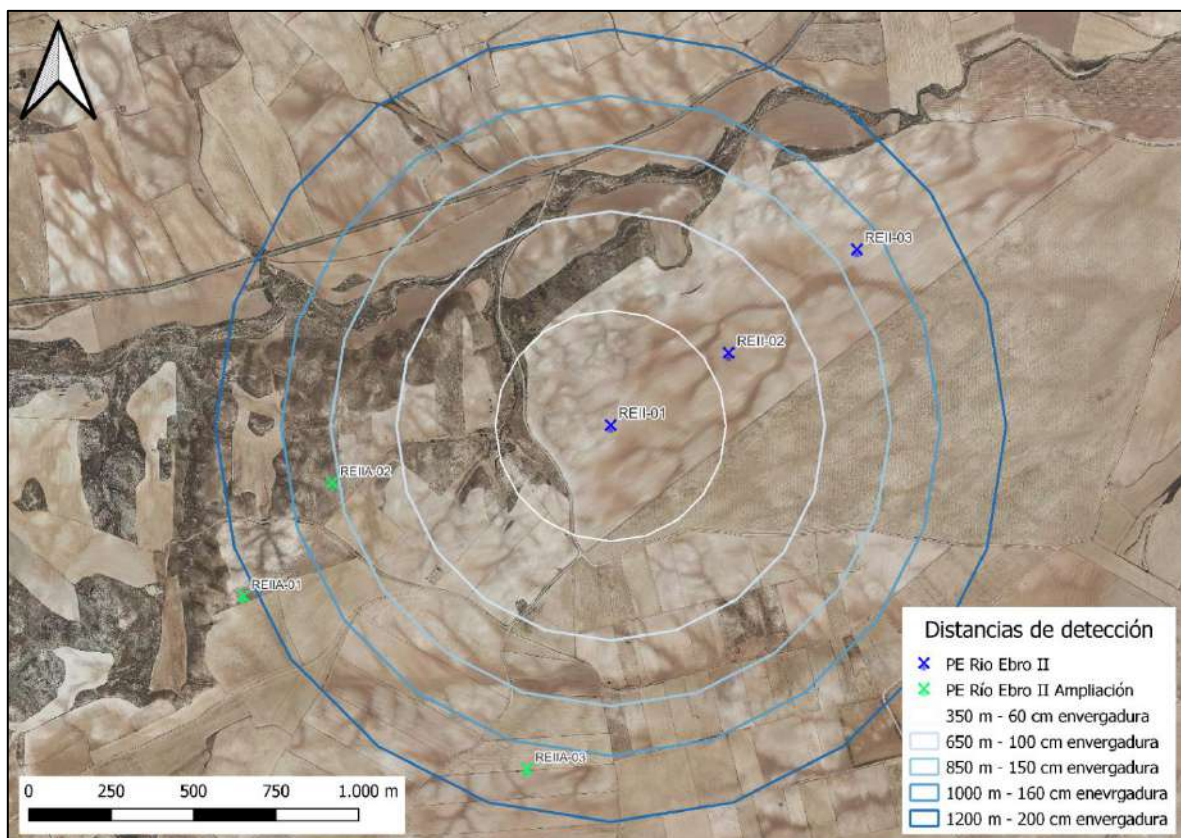 REII-03
REII-02
REII-01
REIIA-02
REIIA-01
REIIA-03
Distancias de detección
PE Rio Ebro II
PE Río Ebro II Ampliación
350 m - 60 cm envergadura
650 m - 100 cm envergadura
850 m - 150 cm envergadura
1000 m - 160 cm enevrgadura
1200 m - 200 cm envergadura
0 250 500 750 1.000 m